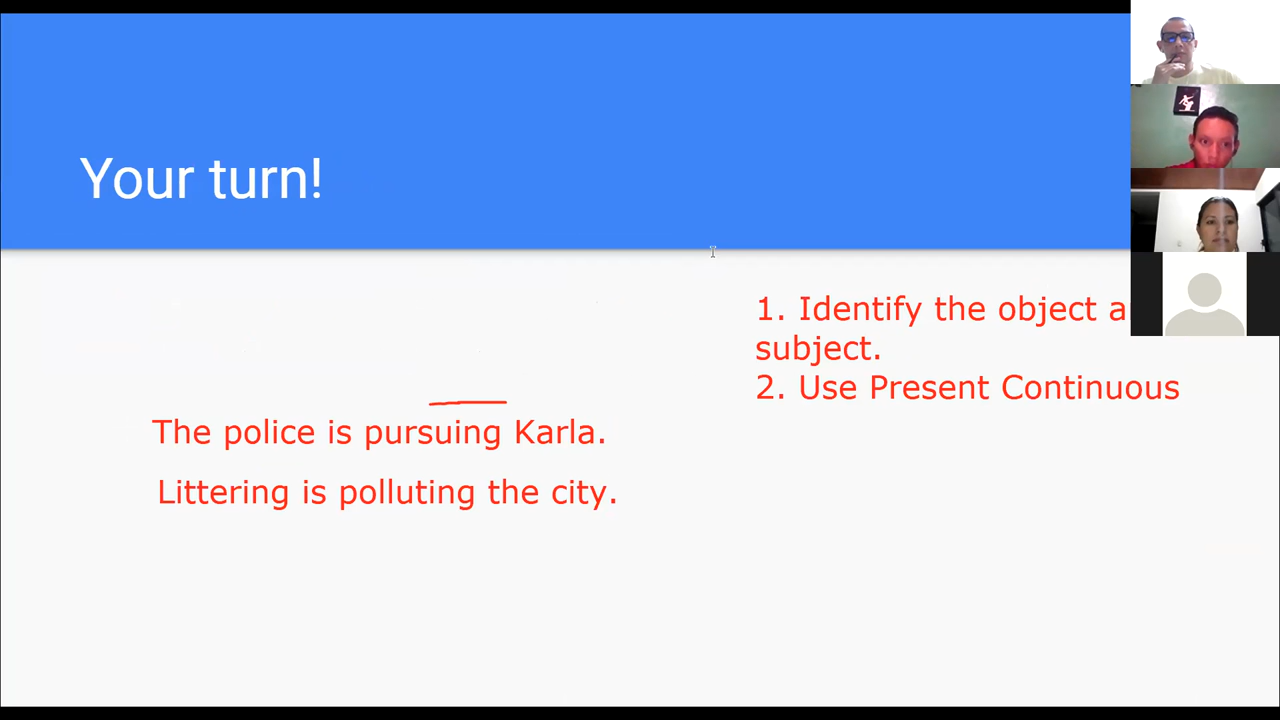 Your turn!
1. Identify the object
subject.
2. Use Present Continuous
The police is pursuing Karla.
Littering is polluting the city.